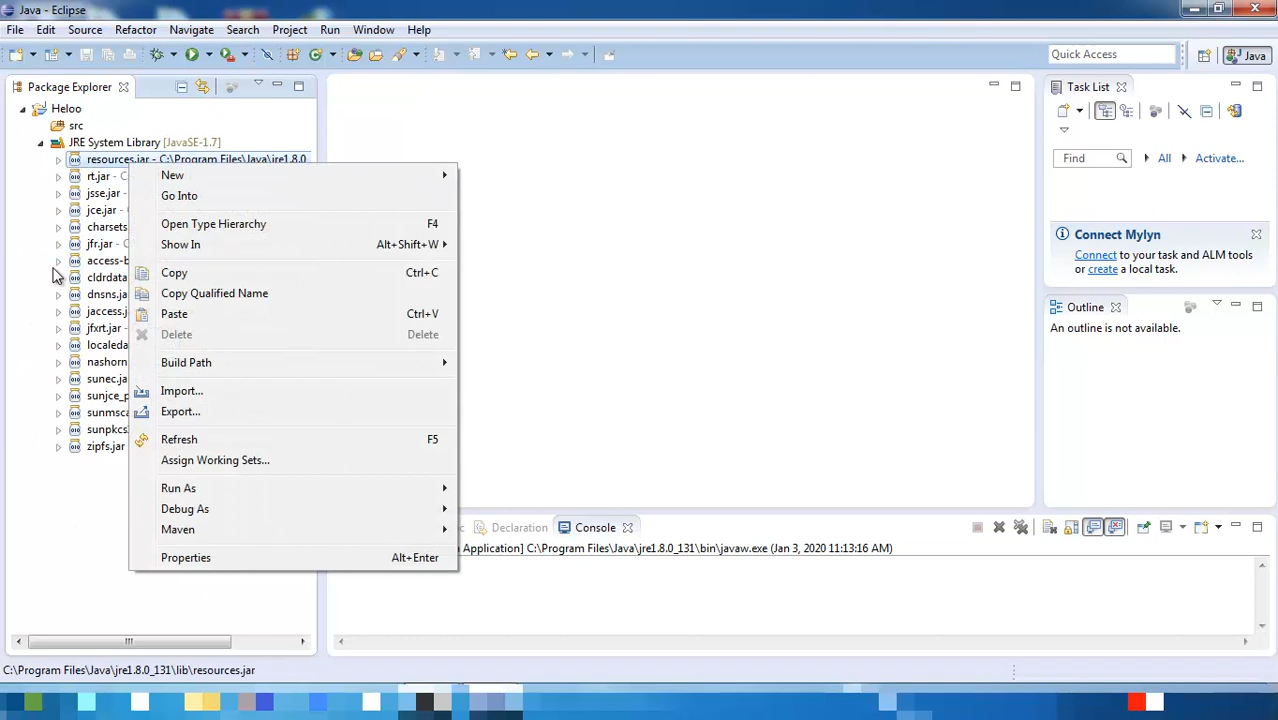 Java - Eclipse
File Edit Source Refactor Navigate Search Project Run Window Help
Quick Access
Java
Package Explorer
Heloo
src
JRE System Library [JavaSE-1.7]
resources.jar - C:\Program Files\Java\jre1.8.0
rt.jar - C
jsse.jar -
jce.jar -
charsets
jfr.jar - C
access-b
cldrdata
dnsns.ja
jaccess.j
jfxrt.jar -
localeda
nashorn
sunec.ja
sunjce_p
sunmsca
sunpkcs
zipfs.jar
New
Go Into
Open Type Hierarchy F4
Show In Alt+Shift+W
Copy Ctrl+C
Copy Qualified Name
Paste Ctrl+V
Delete Delete
Build Path
Import...
Export...
Refresh F5
Assign Working Sets...
Run As
Debug As
Maven
Properties Alt+Enter
Task List
Find All Activate...
Connect Mylyn
Connect to your task and ALM tools
or create a local task.
Outline
An outline is not available.
Declaration Console
Application] C:\Program Files\Java\jre1.8.0_131\bin\javaw.exe (Jan 3, 2020 11:13:16 AM)
C:\Program Files\Java\jre1.8.0_131\lib\resources.jar